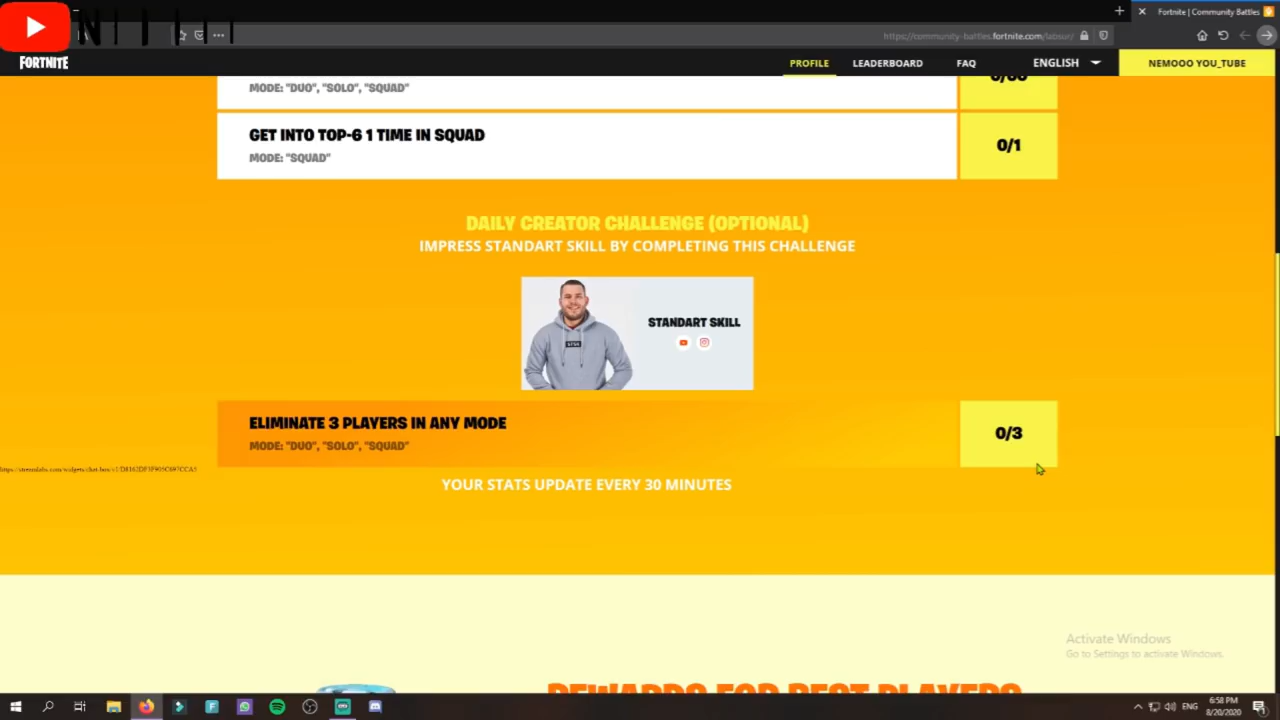 Fortnite | Community Battles
https://community-battles.fortnite.com/labsur/
FORTNITE
PROFILE
LEADERBOARD
FAQ
ENGLISH
NEMOOO YOU_TUBE
MODE: "DUO", "SOLO", "SQUAD"
GET INTO TOP-6 1 TIME IN SQUAD
MODE: "SQUAD"
0/1
DAILY CREATOR CHALLENGE (OPTIONAL)
IMPRESS STANDART SKILL BY COMPLETING THIS CHALLENGE
STANDART SKILL
ELIMINATE 3 PLAYERS IN ANY MODE
MODE: "DUO", "SOLO", "SQUAD"
0/3
YOUR STATS UPDATE EVERY 30 MINUTES
Activate Windows
Go to Settings to activate Windows.
REWARDS FOR BEST PLAYERS
ENG
6:58 PM
8/20/2020